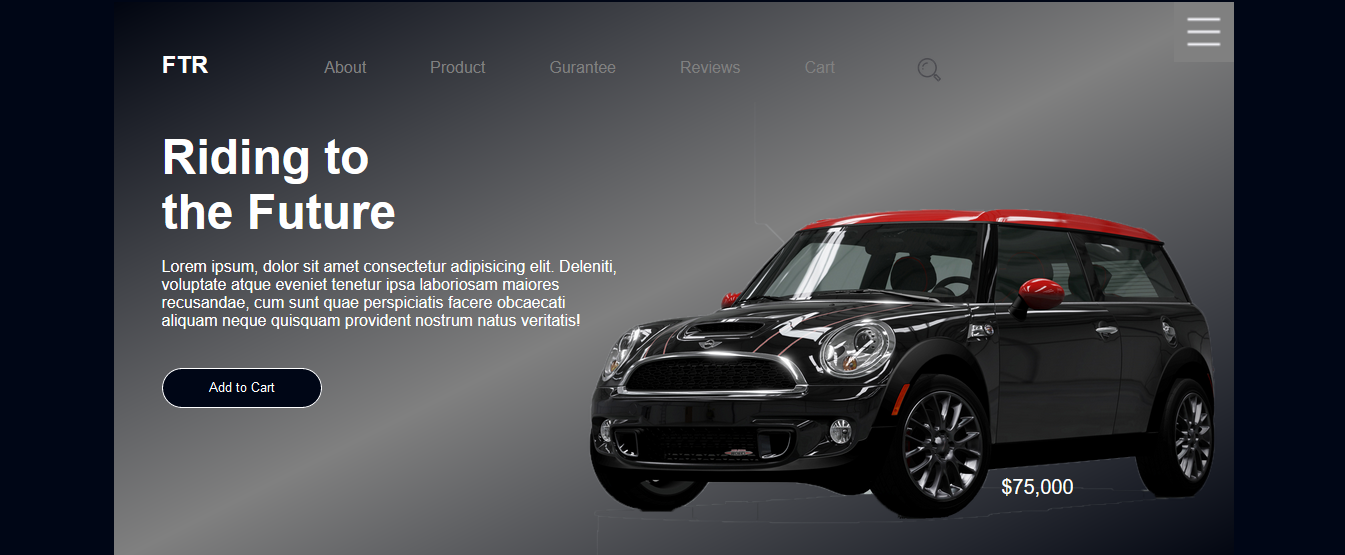 FTR
About
Product
Gurantee
Reviews
Cart
Riding to
the Future
Lorem ipsum, dolor sit amet consectetur adipisicing elit. Deleniti,
voluptate atque eveniet tenetur ipsa laboriosam maiores
recusandae, cum sunt quae perspiciatis facere obcaecati
aliquam neque quisquam provident nostrum natus veritatis!
Add to Cart
$75,000